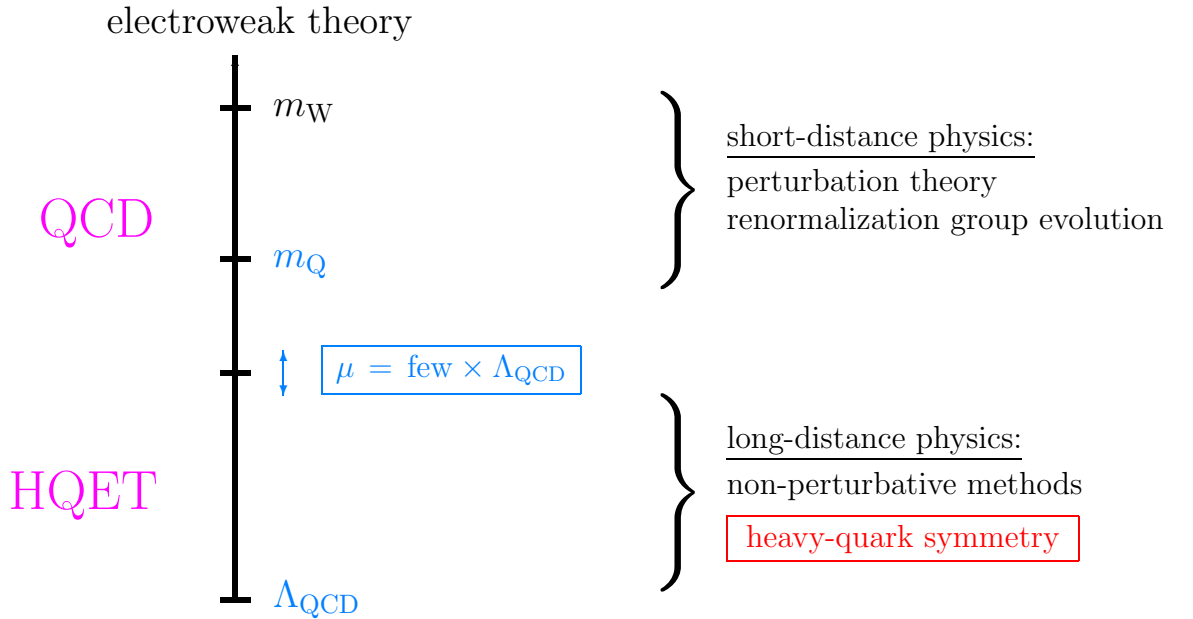 electroweak theory
m_W
short-distance physics:
perturbation theory
renormalization group evolution
QCD
m_Q
μ = few × Λ_QCD
long-distance physics:
non-perturbative methods
HQET
heavy-quark symmetry
Λ_QCD